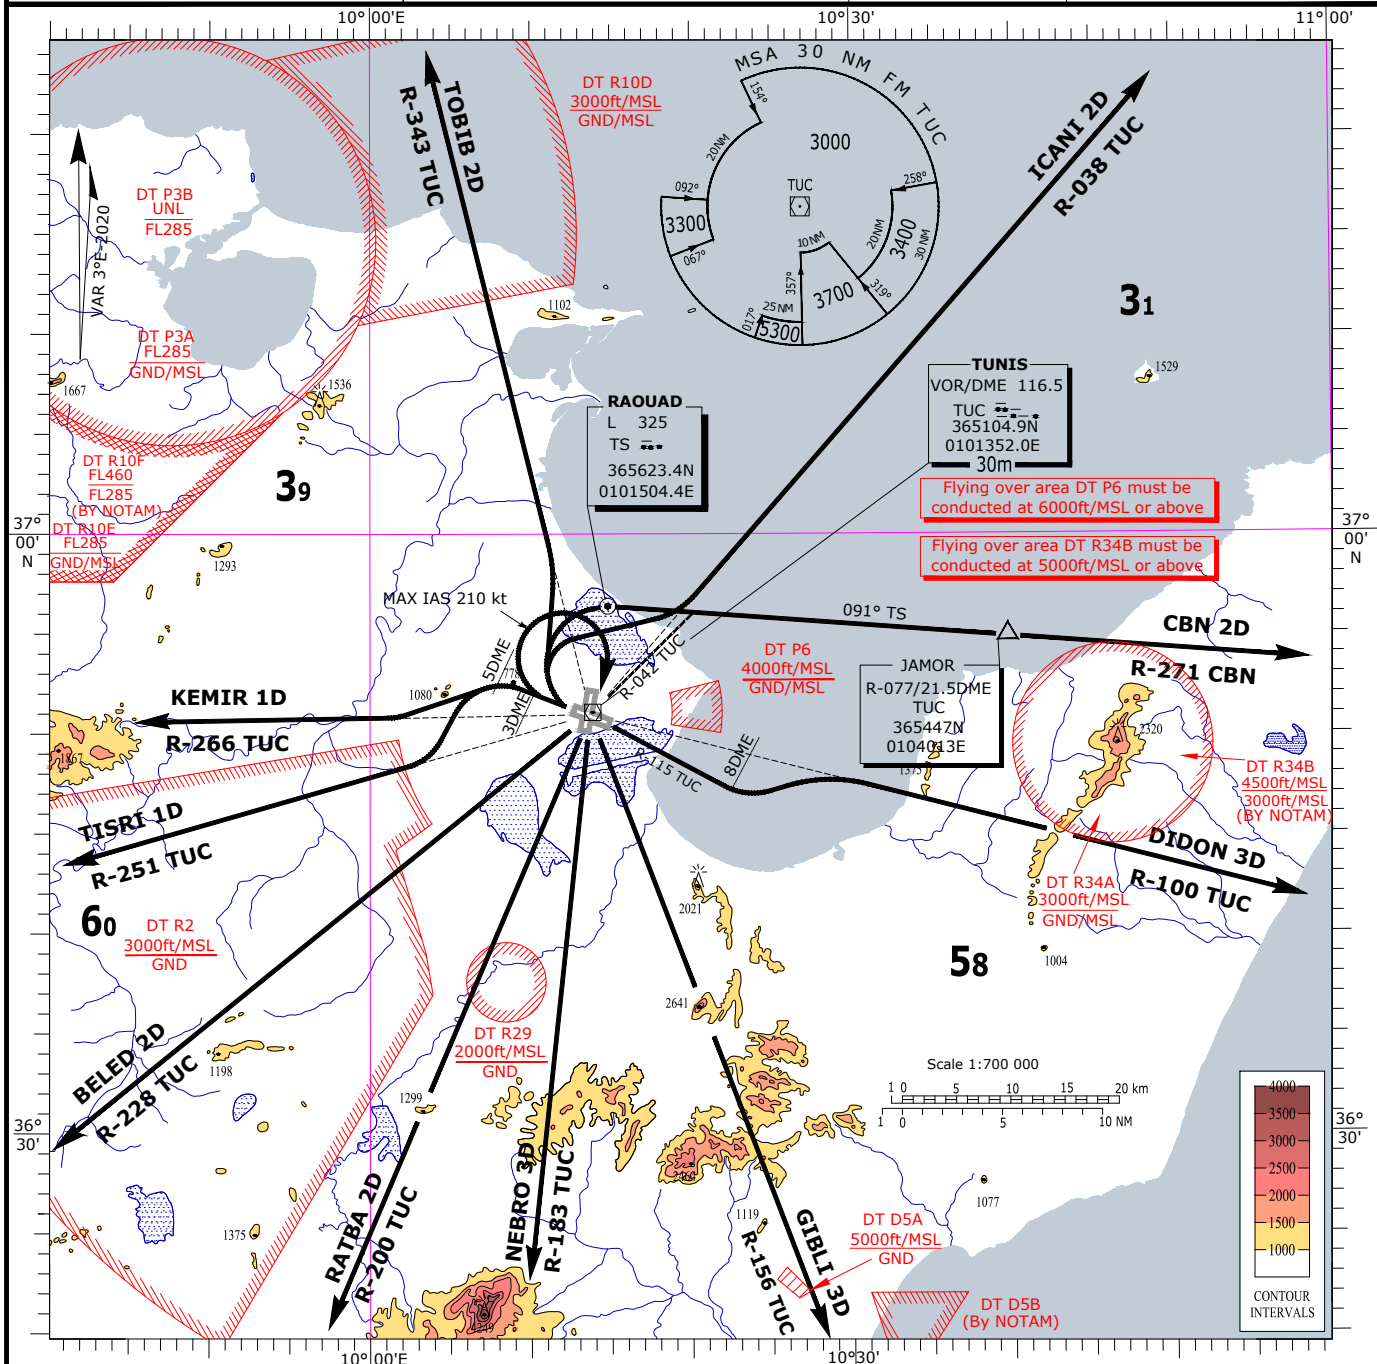 10°00'E
10°30'
11° 00'
TOBIB 2D
R-343 TUC
DT R10D
3000ft/MSL
GND/MSL
MSA 30 NM FM TUC
154°
20NM
3000
092°
TUC
258°
3300
067°
10NM
20NM
3400
30NM
357°
3700
319°
25NM
017°
5300
ICANI 2D
R-038 TUC
DT P3B
UNL
FL285
VAR 3°E-2020
DT P3A
FL285
GND/MSL
1102
31
1667
1536
1529
RAOUAD
L 325
TS
365623.4N
0101504.4E
TUNIS
VOR/DME 116.5
TUC
365104.9N
0101352.0E
30m
DT R10F
FL460
FL285
(BY NOTAM)
DT R10E
FL285
GND/MSL
39
Flying over area DT P6 must be
conducted at 6000ft/MSL or above
Flying over area DT R34B must be
conducted at 5000ft/MSL or above
37°
00'
N
37°
00'
N
1293
MAX IAS 210 kt
091° TS
CBN 2D
R-271 CBN
5DME
778
R-042 TUC
DT P6
4000ft/MSL
GND/MSL
JAMOR
R-077/21.5DME
TUC
365447N
0104013E
1080
KEMIR 1D
R-266 TUC
3DME
2320
1867
R-115 TUC
8DME
1373
DT R34B
4500ft/MSL
3000ft/MSL
(BY NOTAM)
TISRI 1D
R-251 TUC
DIDON 3D
R-100 TUC
DT R34A
3000ft/MSL
GND/MSL
2021
60
DT R2
3000ft/MSL
GND
58
1004
2641
DT R29
2000ft/MSL
GND
BELED 2D
R-228 TUC
1198
1299
Scale 1:700 000
1 0 5 10 15 20 km
1 0 5 10 NM
4000
3500
3000
2500
2000
1500
1000
CONTOUR
INTERVALS
36°
30'
36°
30'
RATBA 2D
R-200 TUC
NEBRO 3D
R-183 TUC
1077
1119
1375
GIBLI 3D
R-156 TUC
DT D5A
5000ft/MSL
GND
DT D5B
(By NOTAM)
4249
10°00'E
10°30'